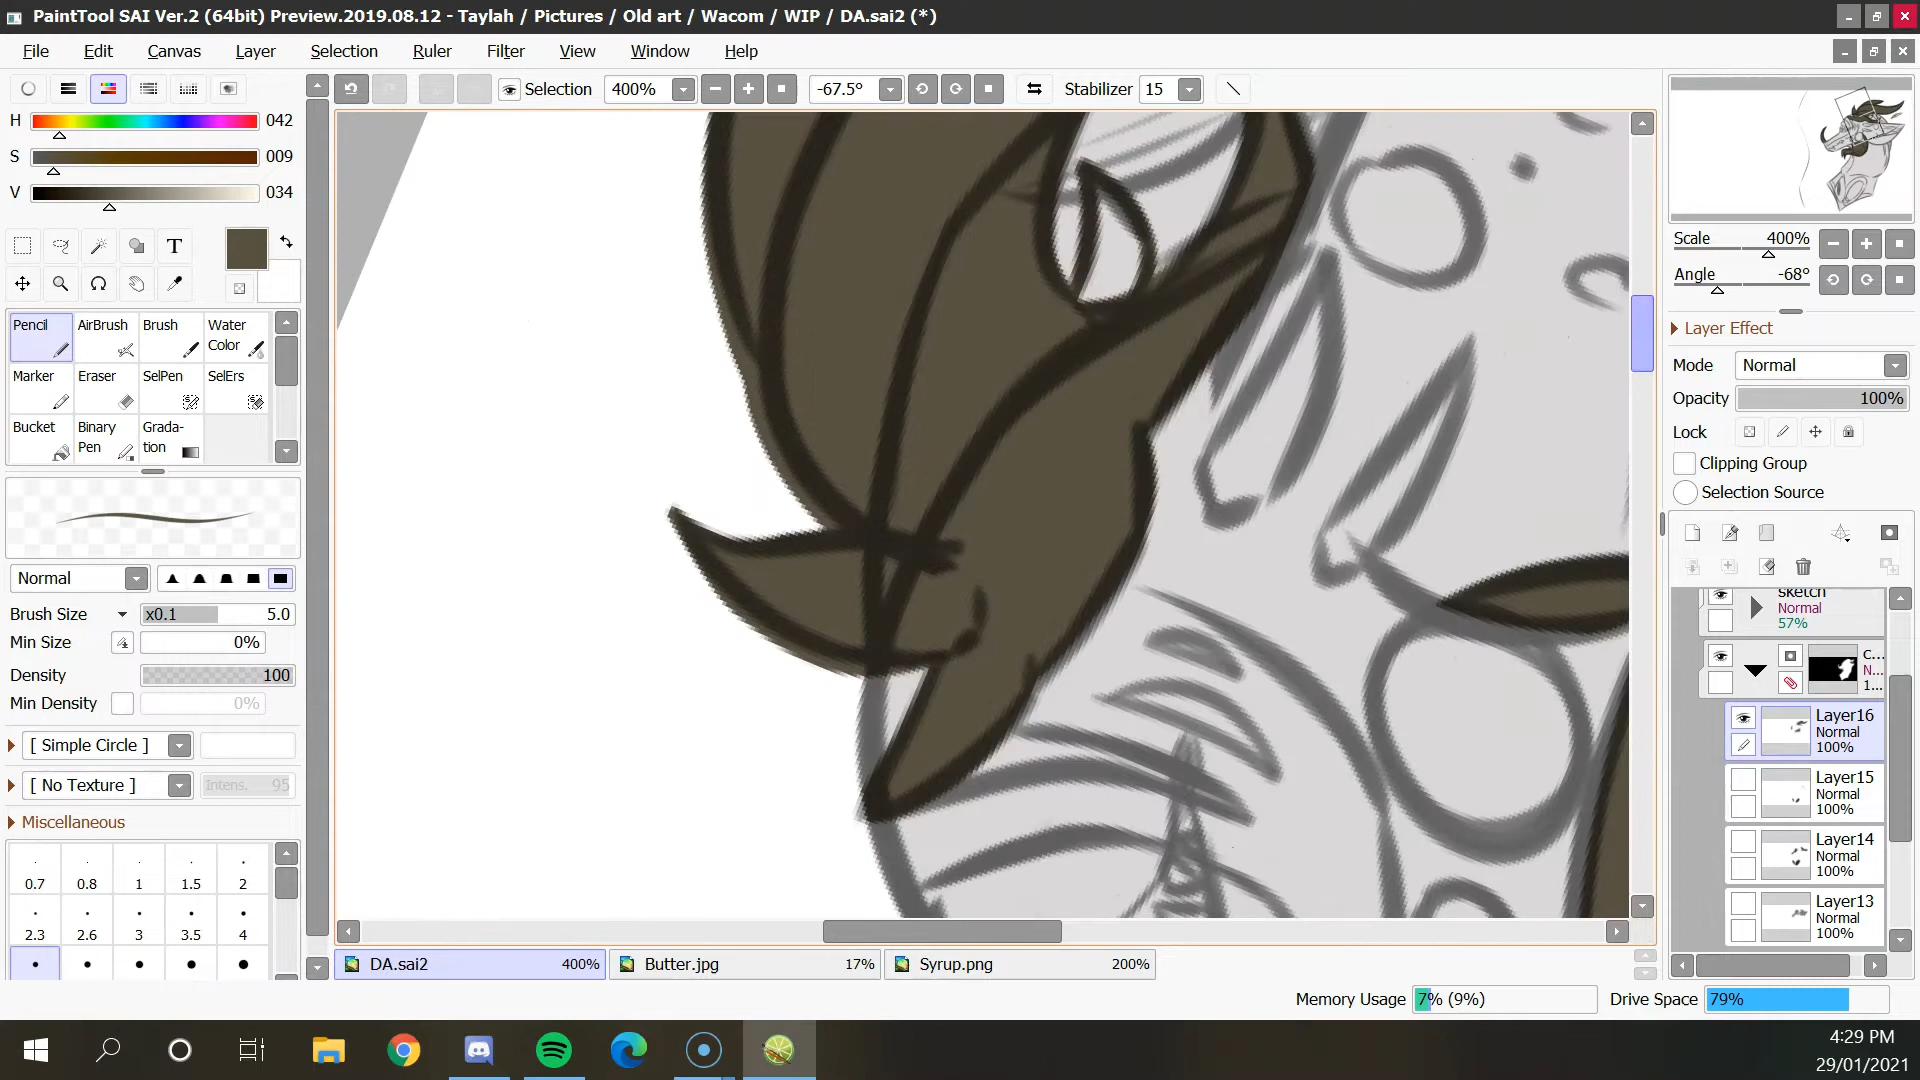 PaintTool SAI Ver.2 (64bit) Preview.2019.08.12 - Taylah / Pictures / Old art / Wacom / WIP / DA.sai2 (*)
File Edit Canvas Layer Selection Ruler Filter View Window Help
Selection 400% -67.5° Stabilizer 15
H 042
S 009
V 034
T
Pencil AirBrush Brush Water Color
Marker Eraser SelPen SelErs
Bucket Binary Pen Grada-tion
Normal
Brush Size x0.1 5.0
Min Size 0%
Density 100
Min Density 0%
[ Simple Circle ]
[ No Texture ] Intens. 95
Miscellaneous
0.7 0.8 1 1.5 2
2.3 2.6 3 3.5 4
Scale 400%
Angle -68°
Layer Effect
Mode Normal
Opacity 100%
Lock
Clipping Group
Selection Source
sketch
Normal
57%
C...
N...
1...
Layer16
Normal
100%
Layer15
Normal
100%
Layer14
Normal
100%
Layer13
Normal
100%
DA.sai2 400% Butter.jpg 17% Syrup.png 200%
Memory Usage 7% (9%) Drive Space 79%
4:29 PM
29/01/2021